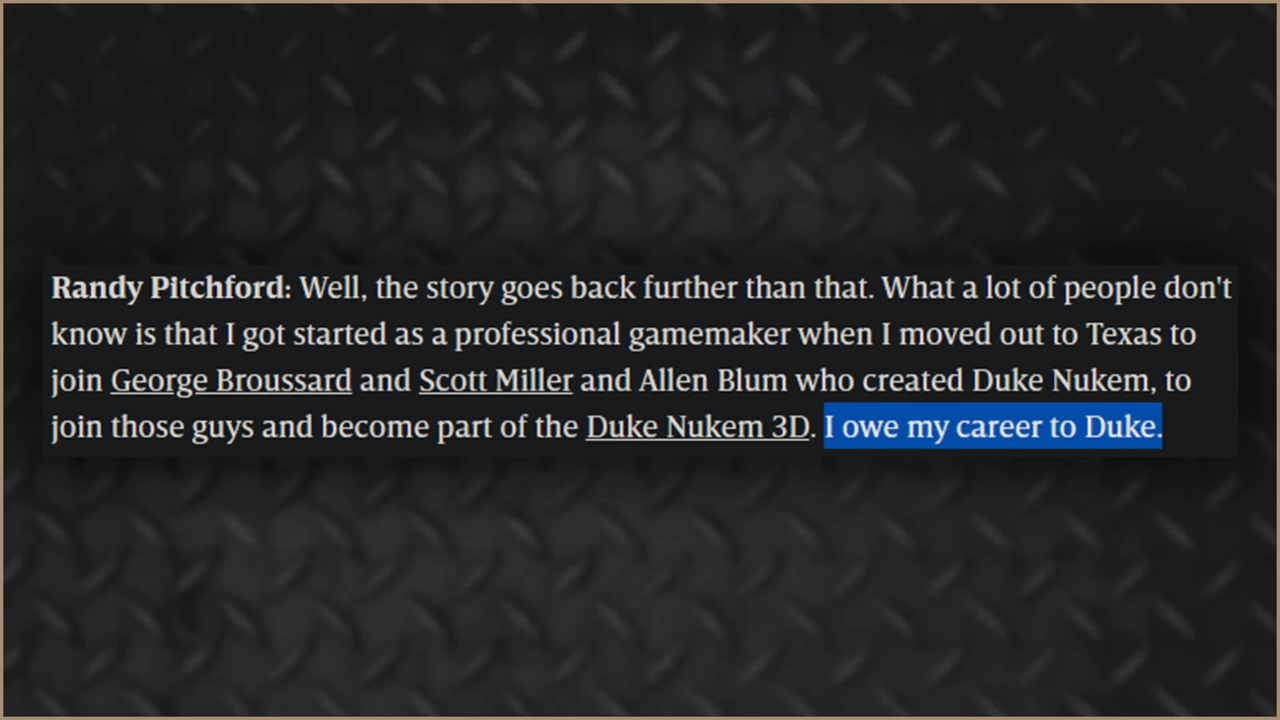 Randy Pitchford: Well, the story goes back further than that. What a lot of people don't
know is that I got started as a professional gamemaker when I moved out to Texas to
join George Broussard and Scott Miller and Allen Blum who created Duke Nukem, to
join those guys and become part of the Duke Nukem 3D. I owe my career to Duke.